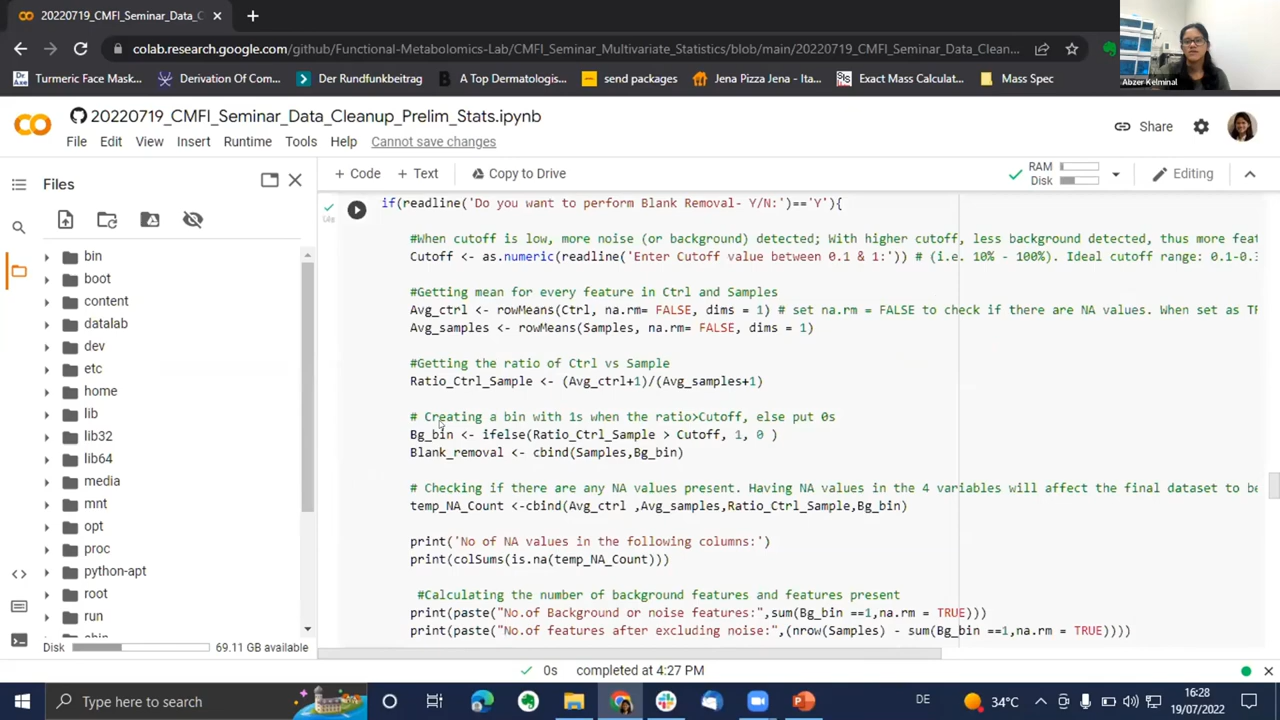 20220719_CMFI_Seminar_Data_C
colab.research.google.com/github/Functional-Metabolomics-Lab/CMFI_Seminar_Multivariate_Statistics/blob/main/20220719_CMFI_Seminar_Data_Clean...
Turmeric Face Mask... Derivation Of Com... Der Rundfunkbeitrag A Top Dermatologis... send packages Jena Pizza Jena - Ita... Exact Mass Calculat... Mass Spec
Abzer Kelminal
20220719_CMFI_Seminar_Data_Cleanup_Prelim_Stats.ipynb
File Edit View Insert Runtime Tools Help Cannot save changes
Share
Files
+ Code + Text Copy to Drive
RAM
Disk
Editing
bin
boot
content
datalab
dev
etc
home
lib
lib32
lib64
media
mnt
opt
proc
python-apt
root
run
Disk 69.11 GB available
if(readline('Do you want to perform Blank Removal- Y/N:')=='Y'){
#When cutoff is low, more noise (or background) detected; With higher cutoff, less background detected, thus more feat
Cutoff <- as.numeric(readline('Enter Cutoff value between 0.1 & 1:')) # (i.e. 10% - 100%). Ideal cutoff range: 0.1-0.3
#Getting mean for every feature in Ctrl and Samples
Avg_ctrl <- rowMeans(Ctrl, na.rm= FALSE, dims = 1) # set na.rm = FALSE to check if there are NA values. When set as TR
Avg_samples <- rowMeans(Samples, na.rm= FALSE, dims = 1)
#Getting the ratio of Ctrl vs Sample
Ratio_Ctrl_Sample <- (Avg_ctrl+1)/(Avg_samples+1)
# Creating a bin with 1s when the ratio>Cutoff, else put 0s
Bg_bin <- ifelse(Ratio_Ctrl_Sample > Cutoff, 1, 0 )
Blank_removal <- cbind(Samples,Bg_bin)
# Checking if there are any NA values present. Having NA values in the 4 variables will affect the final dataset to be
temp_NA_Count <-cbind(Avg_ctrl ,Avg_samples,Ratio_Ctrl_Sample,Bg_bin)
print('No of NA values in the following columns:')
print(colSums(is.na(temp_NA_Count)))
#Calculating the number of background features and features present
print(paste("No.of Background or noise features:",sum(Bg_bin ==1,na.rm = TRUE)))
print(paste("No.of features after excluding noise:",(nrow(Samples) - sum(Bg_bin ==1,na.rm = TRUE))))
0s completed at 4:27 PM
Type here to search
DE
34°C
16:28
19/07/2022